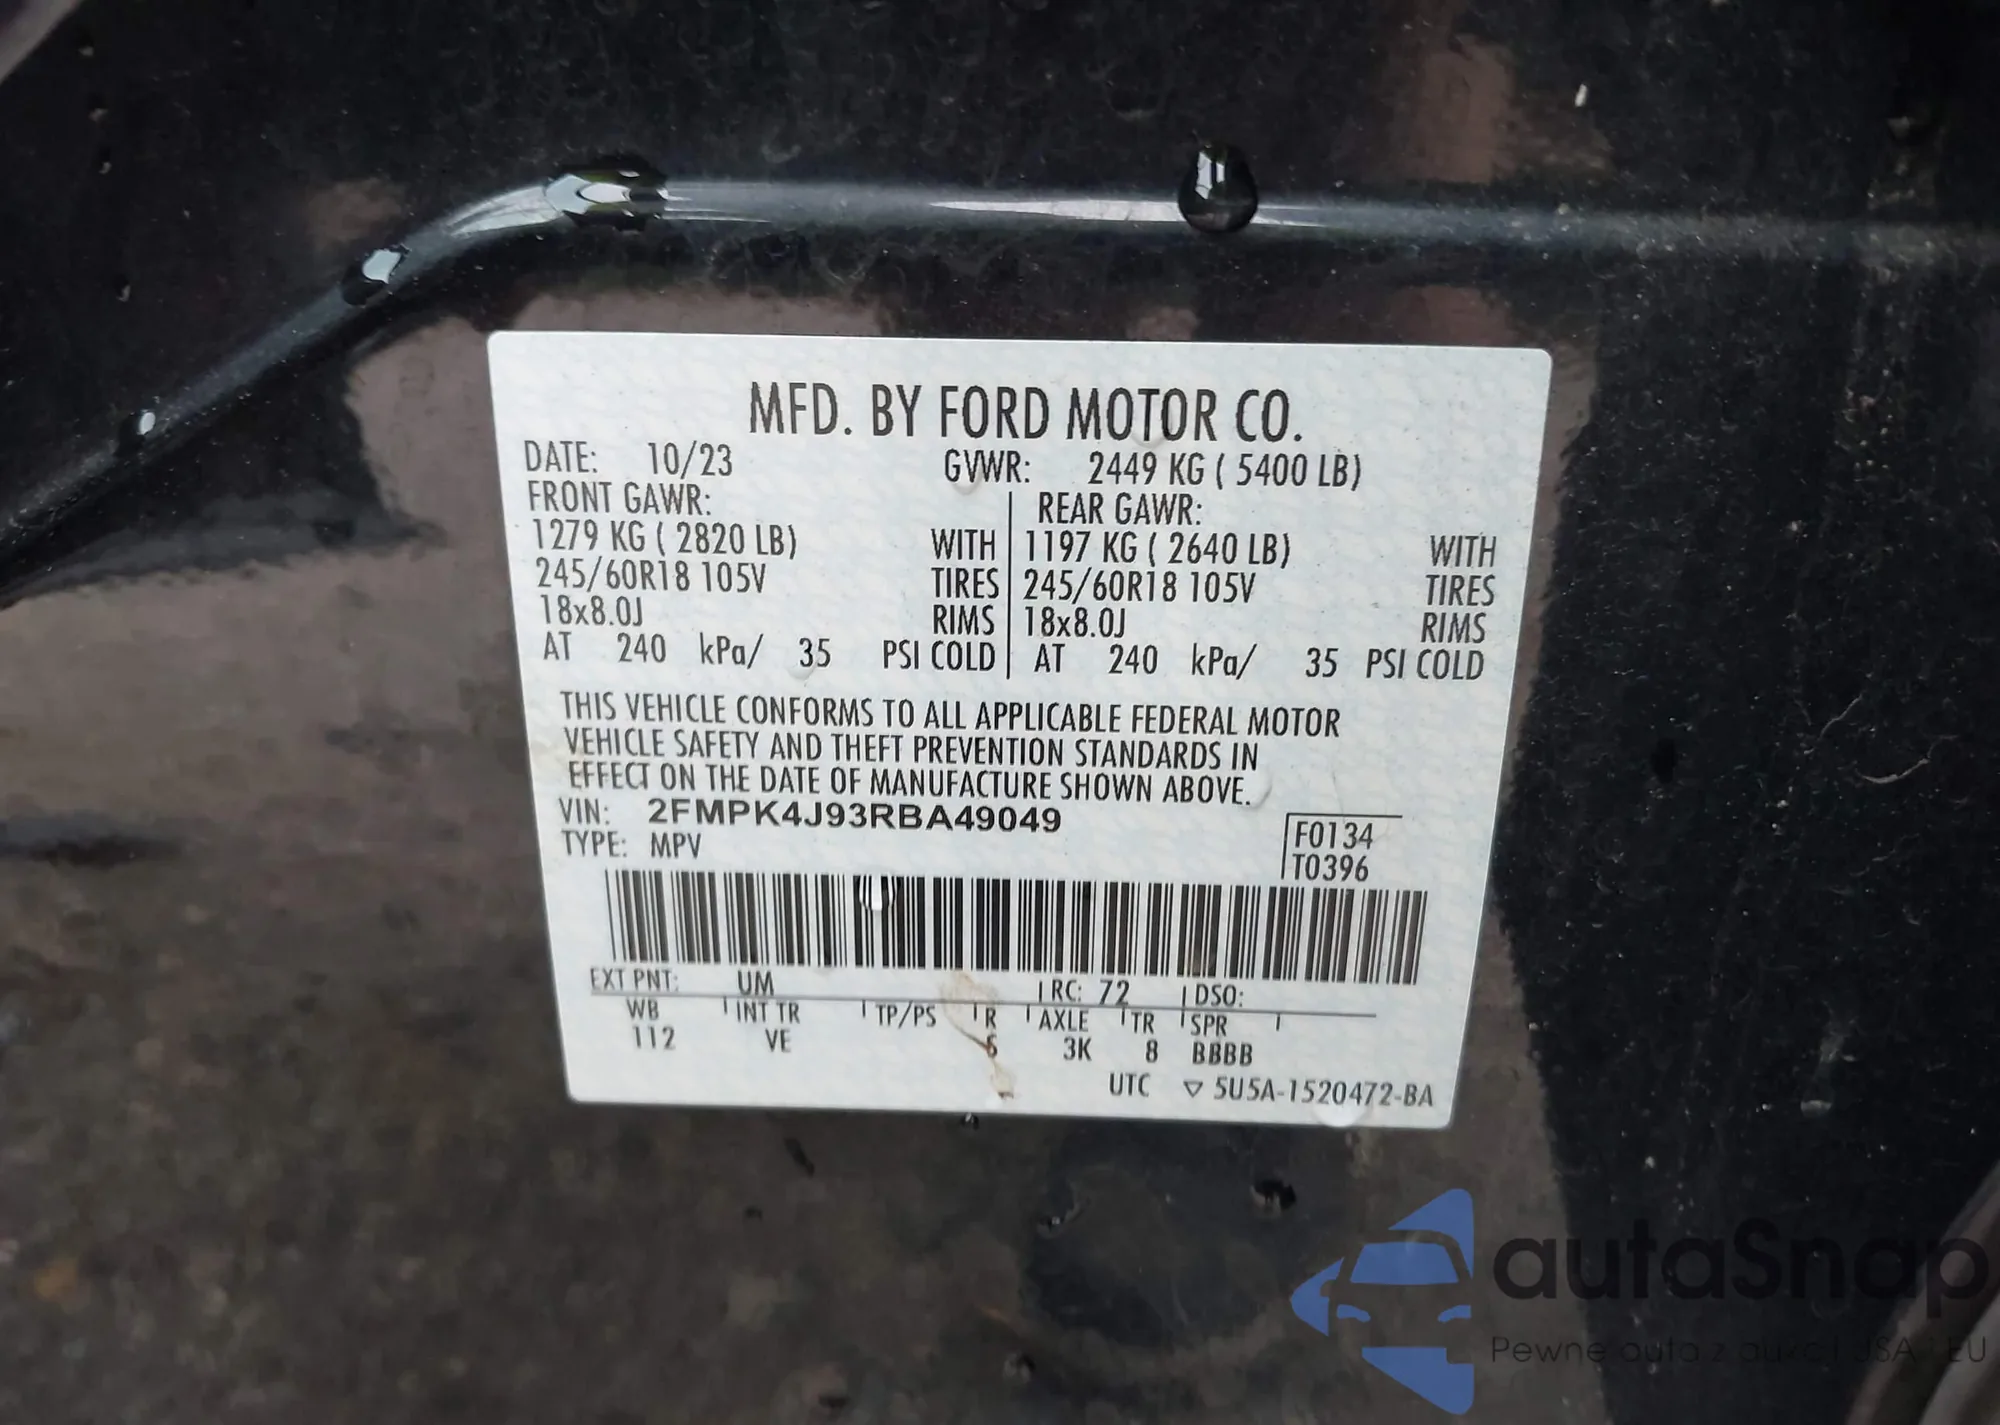 MFD. BY FORD MOTOR CO.
DATE: 10/23 GVWR: 2449 KG ( 5400 LB)
FRONT GAWR: REAR GAWR:
1279 KG ( 2820 LB) WITH 1197 KG ( 2640 LB) WITH
245/60R18 105V TIRES 245/60R18 105V TIRES
18x8.0J RIMS 18x8.0J RIMS
AT 240 kPa/ 35 PSI COLD AT 240 kPa/ 35 PSI COLD
THIS VEHICLE CONFORMS TO ALL APPLICABLE FEDERAL MOTOR
VEHICLE SAFETY AND THEFT PREVENTION STANDARDS IN
EFFECT ON THE DATE OF MANUFACTURE SHOWN ABOVE.
VIN: 2FMPK4J93RBA49049
TYPE: MPV
F0134
T0396
EXT PNT: UM RC: 72 DSO:
WB INT TR TP/PS R AXLE TR SPR
112 VE 6 3K 8 BBBB
UTC ▽ 5U5A-1520472-BA
autaSnap
Pewne auta z aukcji USA i EU